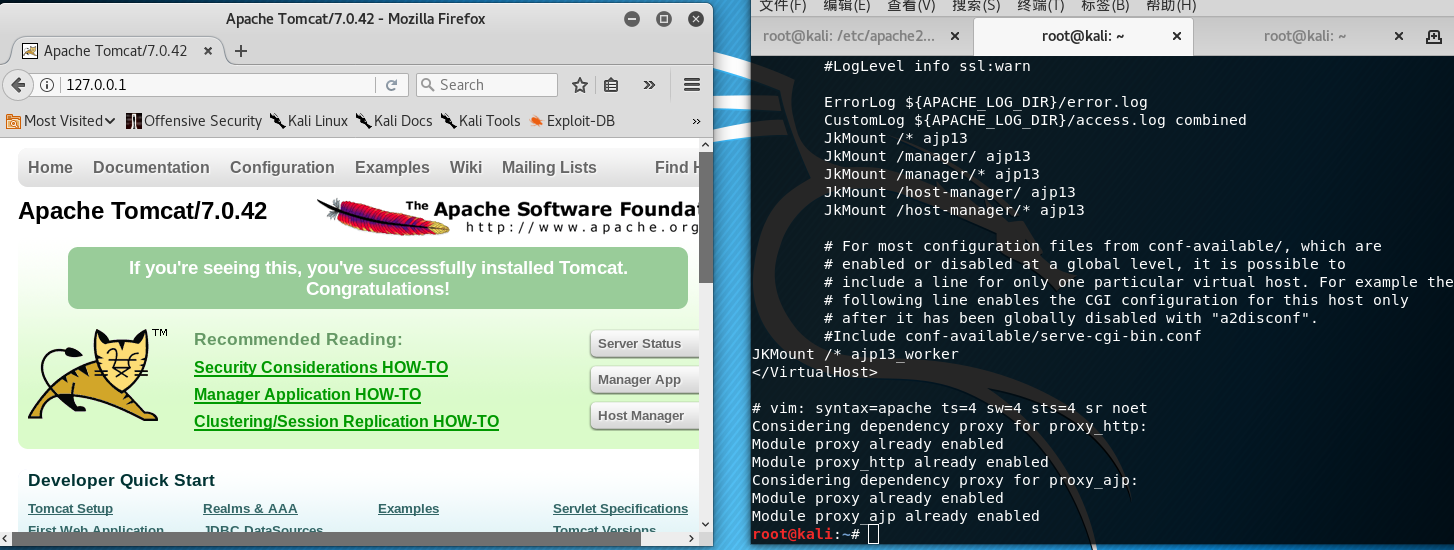 Apache Tomcat/7.0.42 - Mozilla Firefox
Apache Tomcat/7.0.42
127.0.0.1
Search
Most Visited Offensive Security Kali Linux Kali Docs Kali Tools Exploit-DB »
Home Documentation Configuration Examples Wiki Mailing Lists Find H
Apache Tomcat/7.0.42
The Apache Software Foundat
http://www.apache.org
If you're seeing this, you've successfully installed Tomcat.
Congratulations!
TM
Recommended Reading:
Security Considerations HOW-TO
Manager Application HOW-TO
Clustering/Session Replication HOW-TO
Server Status
Manager App
Host Manager
Developer Quick Start
Tomcat Setup Realms & AAA Examples Servlet Specifications
First Web Application JDBC DataSources Tomcat Versions
文件(F) 编辑(E) 查看(V) 搜索(S) 终端(T) 标签(B) 帮助(H)
root@kali: /etc/apache2... root@kali: ~ root@kali: ~
#LogLevel info ssl:warn
ErrorLog ${APACHE_LOG_DIR}/error.log
CustomLog ${APACHE_LOG_DIR}/access.log combined
JkMount /* ajp13
JkMount /manager/ ajp13
JkMount /manager/* ajp13
JkMount /host-manager/ ajp13
JkMount /host-manager/* ajp13
# For most configuration files from conf-available/, which are
# enabled or disabled at a global level, it is possible to
# include a line for only one particular virtual host. For example the
# following line enables the CGI configuration for this host only
# after it has been globally disabled with "a2disconf".
#Include conf-available/serve-cgi-bin.conf
JKMount /* ajp13_worker
</VirtualHost>
# vim: syntax=apache ts=4 sw=4 sts=4 sr noet
Considering dependency proxy for proxy_http:
Module proxy already enabled
Module proxy_http already enabled
Considering dependency proxy for proxy_ajp:
Module proxy already enabled
Module proxy_ajp already enabled
root@kali:~#